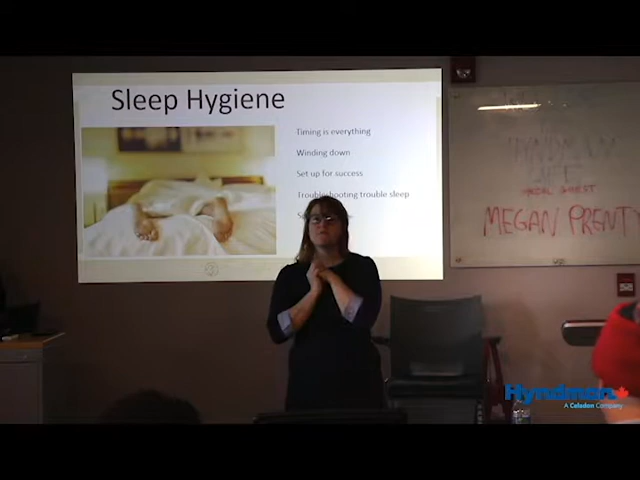 Sleep Hygiene
Timing is everything
Winding down
Set up for success
Troubleshooting trouble sleep
MEGAN PRENTY
Hyndman
A Celadon Company